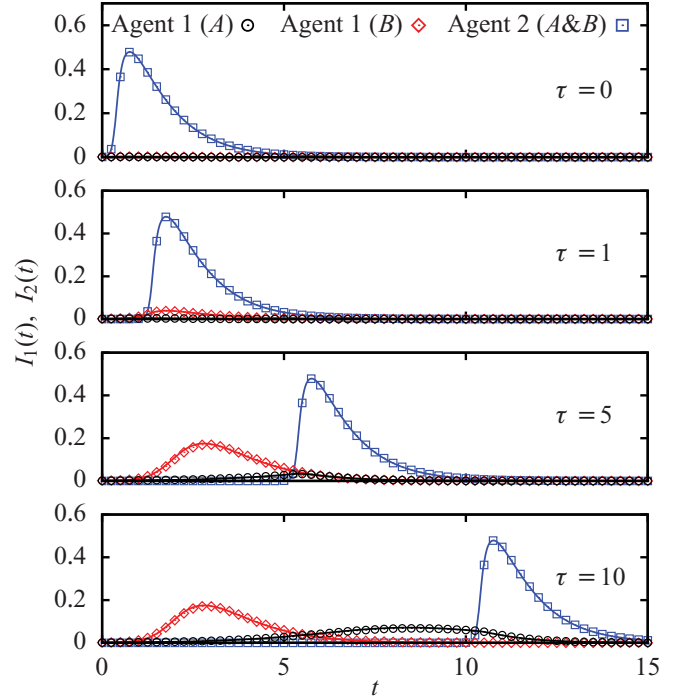 Agent 1 (A) Agent 1 (B) Agent 2 (A&B)
0.6
0.4
0.2
0
τ = 0
0.6
0.4
0.2
0
τ = 1
I₁(t), I₂(t)
0.6
0.4
0.2
0
τ = 5
0.6
0.4
0.2
0
τ = 10
0 5 10 15
t